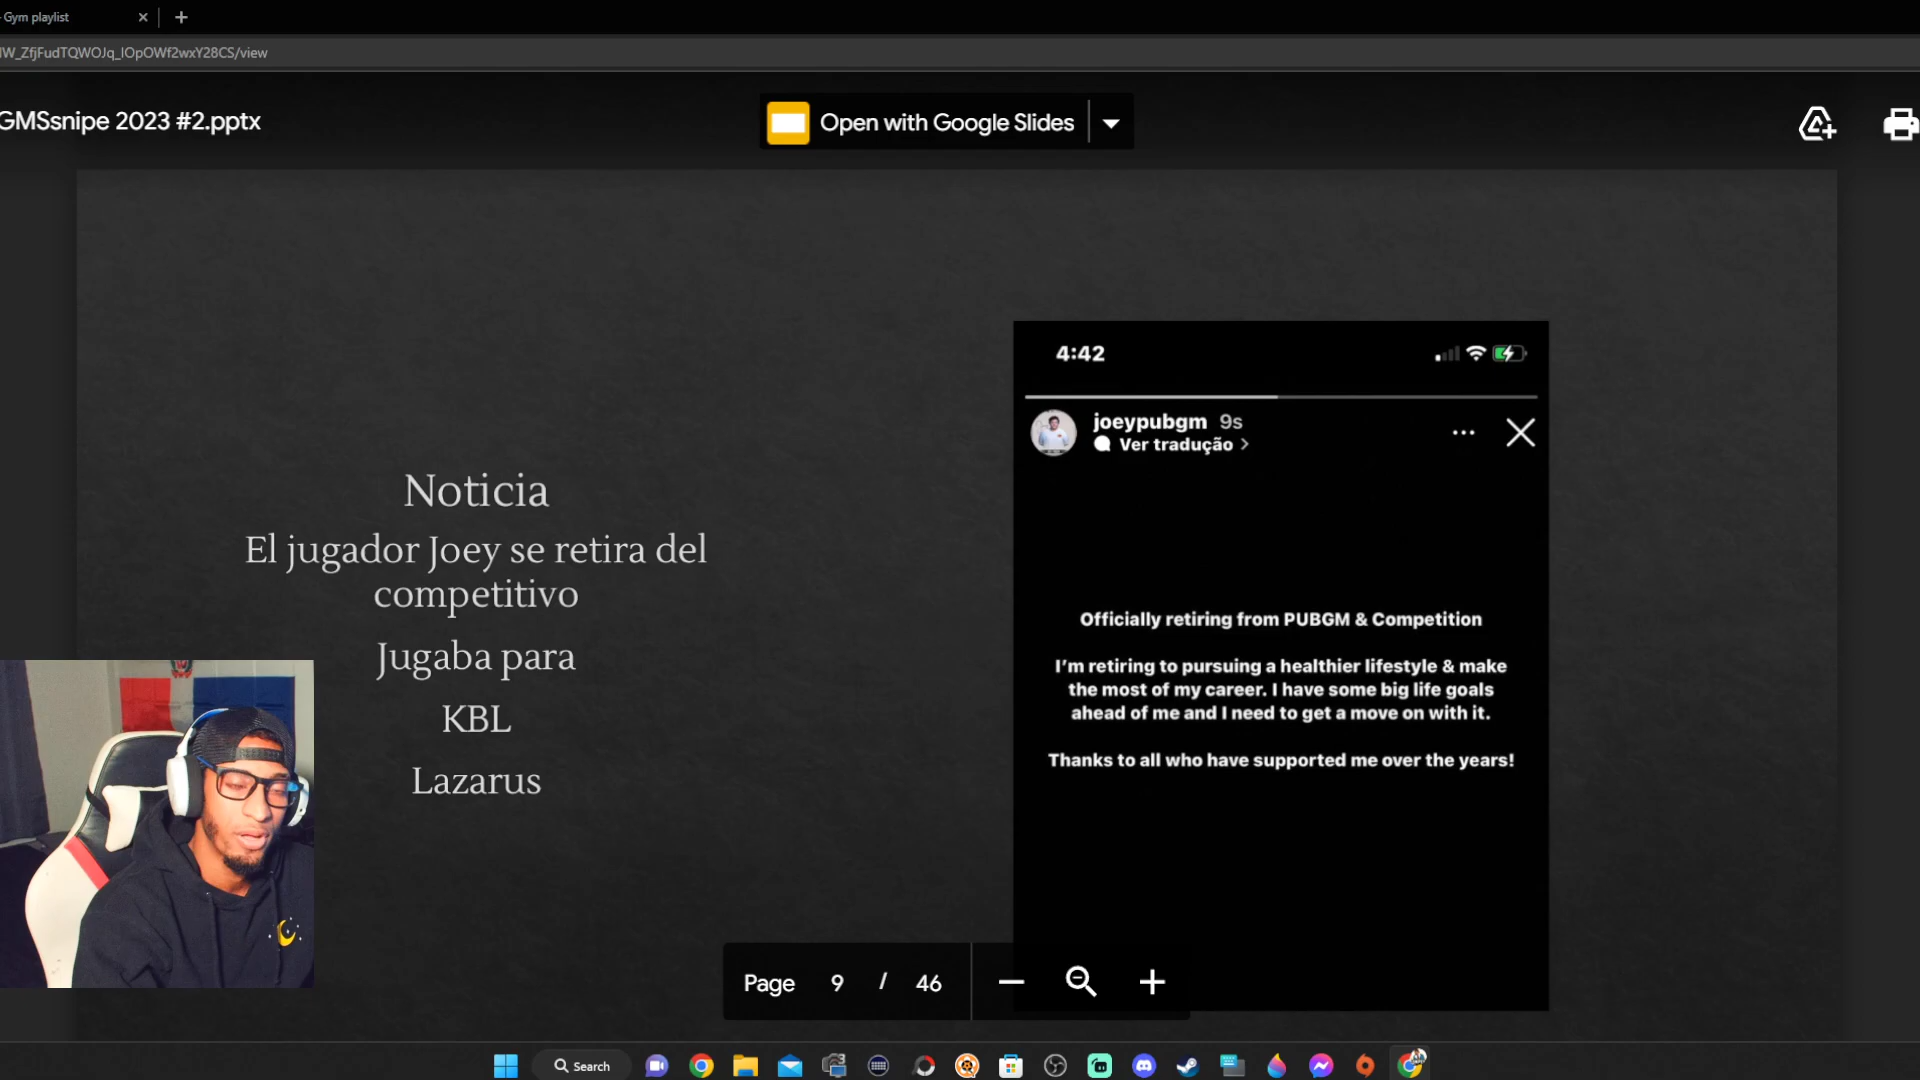 Gym playlist
W_ZfjFudTQWOJq_lOpOWf2wxY28CS/view
GMSsnipe 2023 #2.pptx
Open with Google Slides
Noticia
El jugador Joey se retira del
competitivo
Jugaba para
KBL
Lazarus
4:42
joeypubgm 9s
Ver tradução >
Officially retiring from PUBGM & Competition
I'm retiring to pursuing a healthier lifestyle & make
the most of my career. I have some big life goals
ahead of me and I need to get a move on with it.
Thanks to all who have supported me over the years!
Page 9 / 46
Search